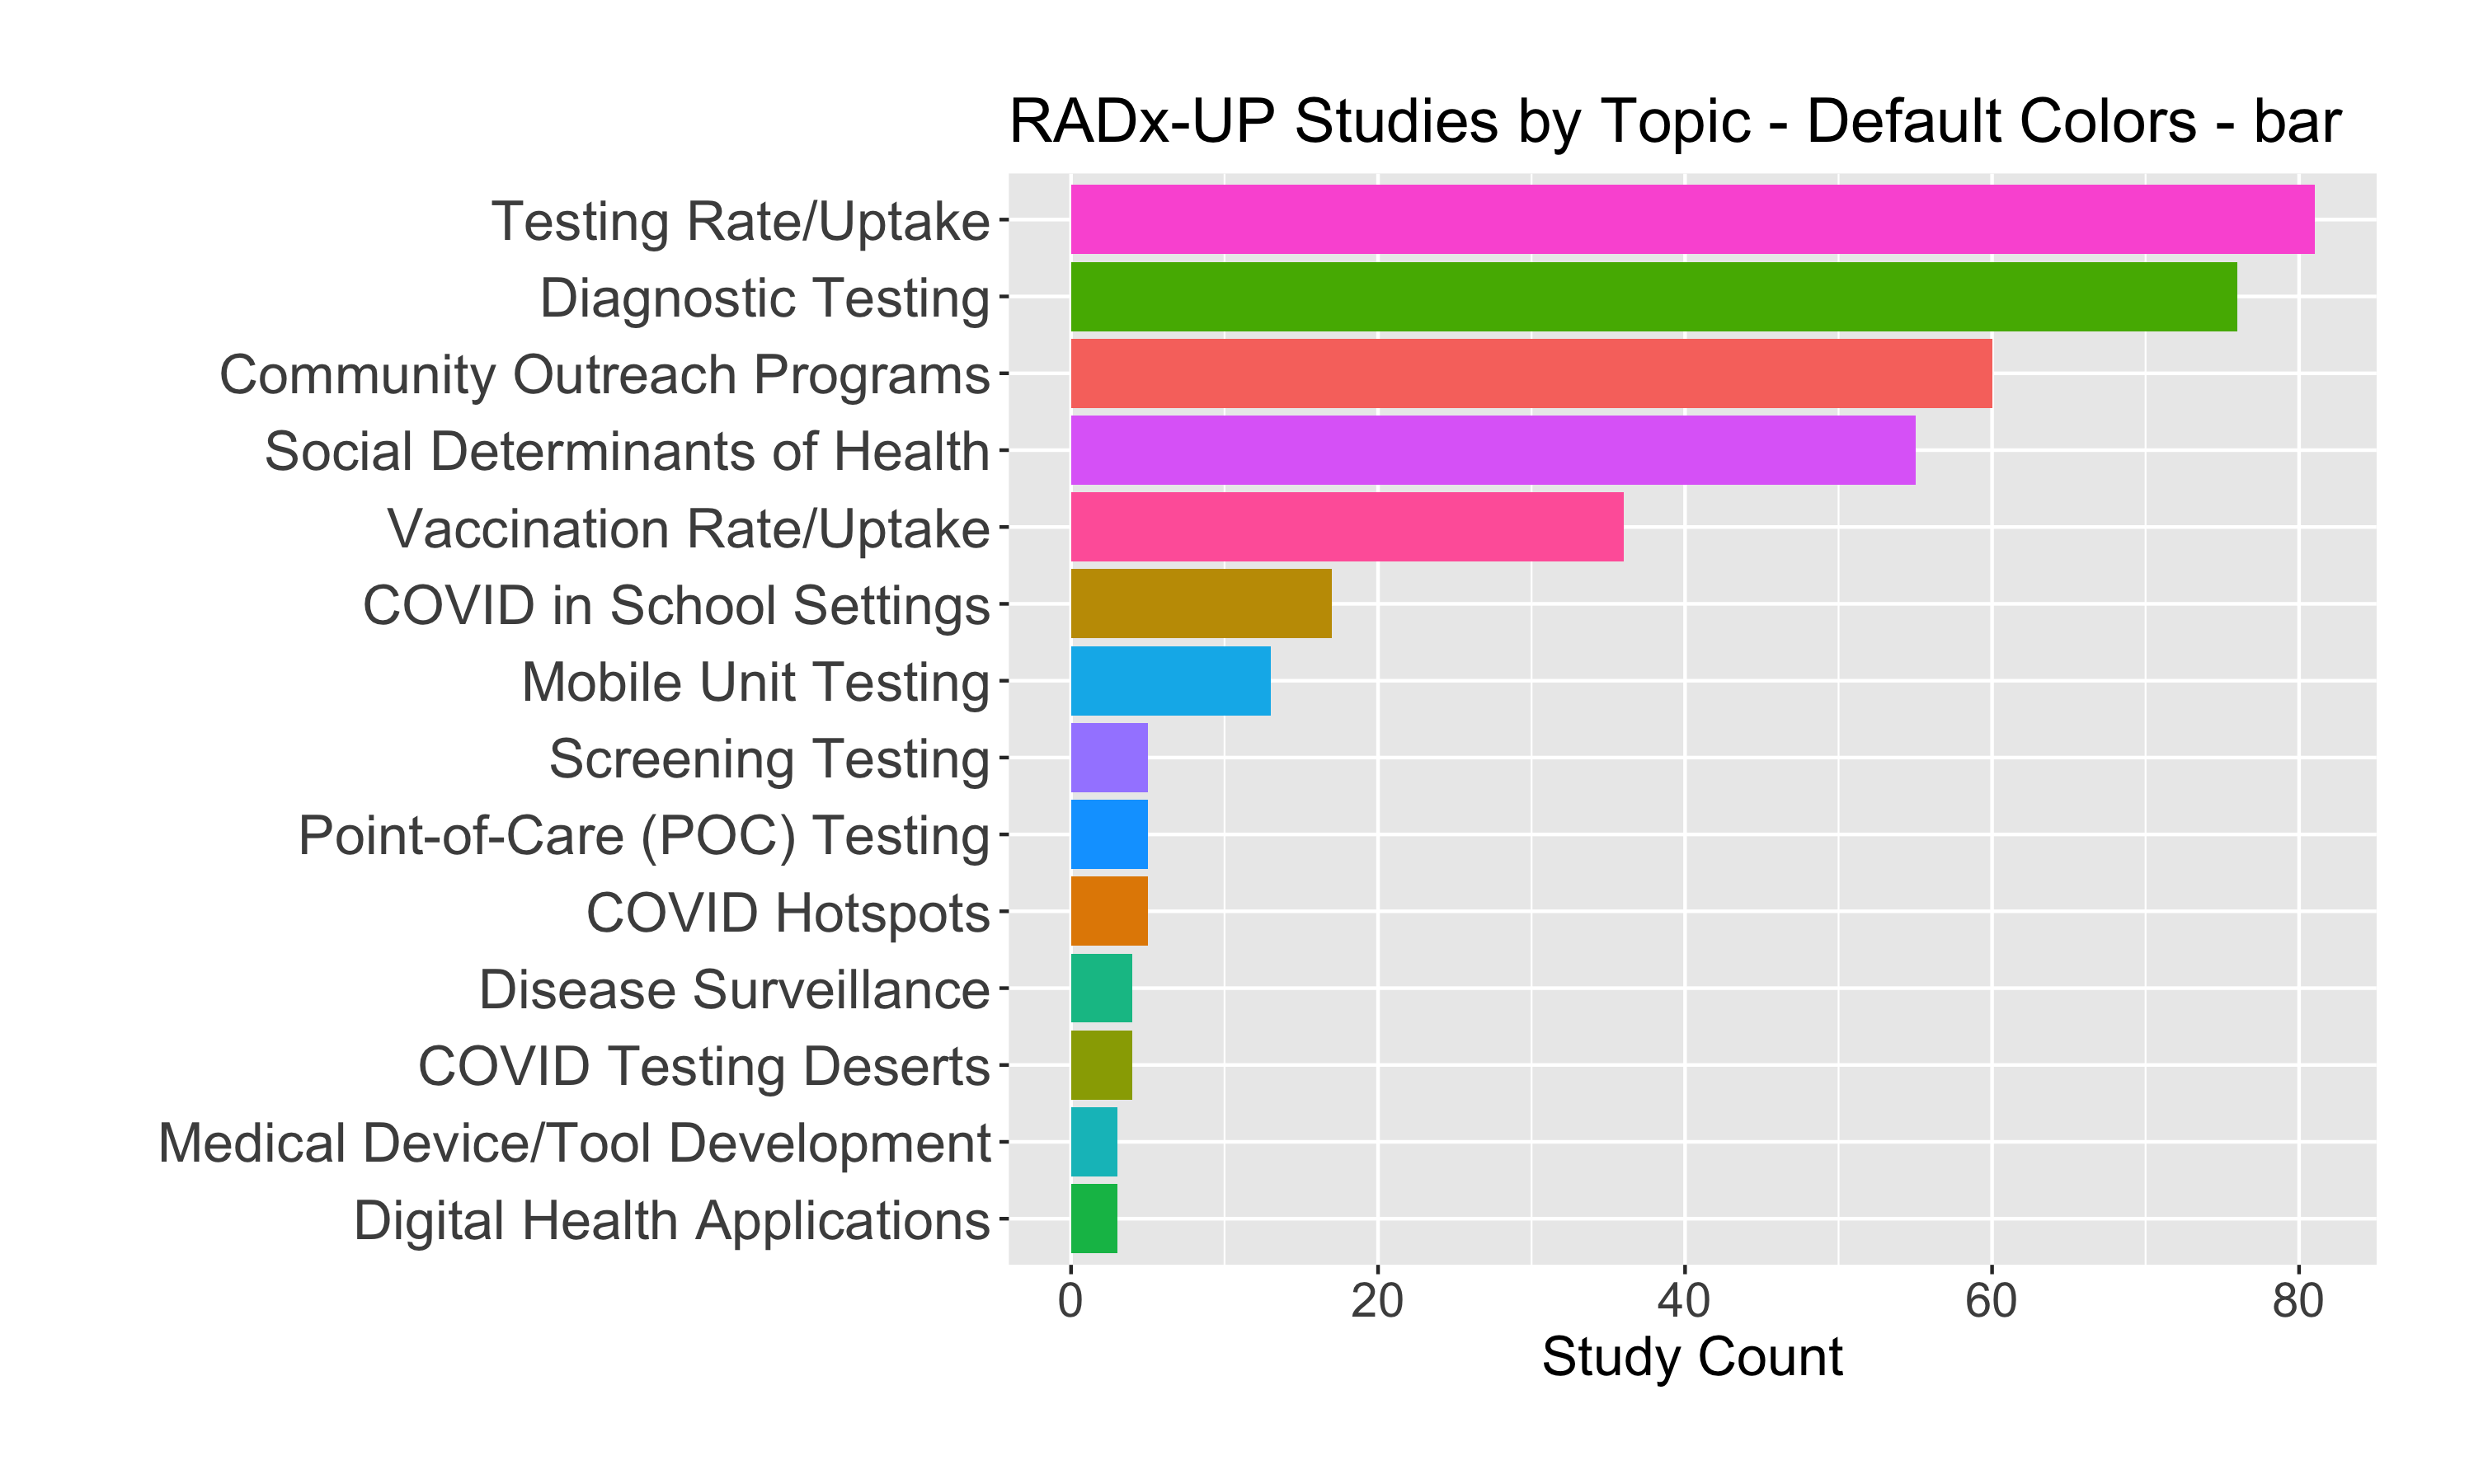 RADx-UP Studies by Topic - Default Colors - bar
Testing Rate/Uptake
Diagnostic Testing
Community Outreach Programs
Social Determinants of Health
Vaccination Rate/Uptake
COVID in School Settings
Mobile Unit Testing
Screening Testing
Point-of-Care (POC) Testing
COVID Hotspots
Disease Surveillance
COVID Testing Deserts
Medical Device/Tool Development
Digital Health Applications
0 20 40 60 80
Study Count